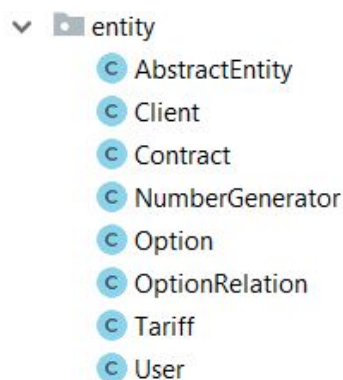 entity
C AbstractEntity
C Client
C Contract
C NumberGenerator
C Option
C OptionRelation
C Tariff
C User